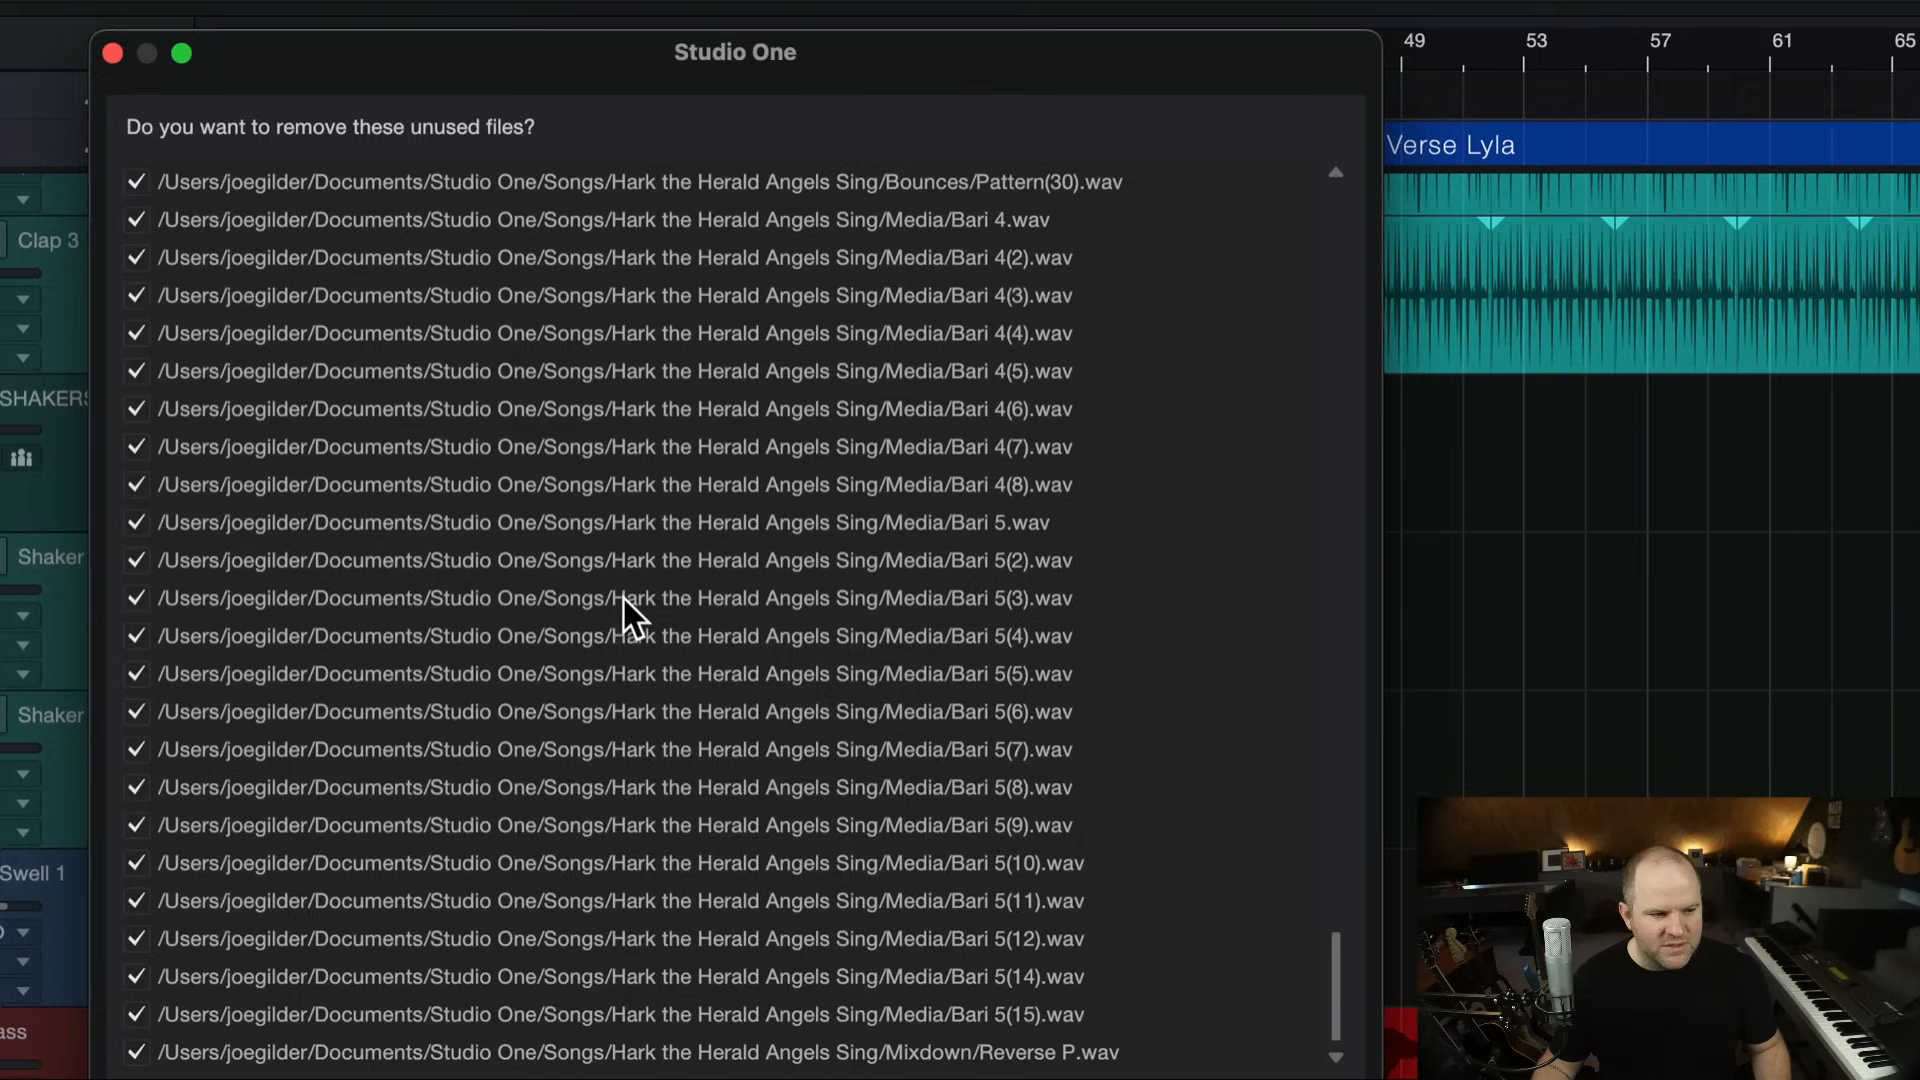 Studio One
49 53 57 61 65
Do you want to remove these unused files?
Verse Lyla
/Users/joegilder/Documents/Studio One/Songs/Hark the Herald Angels Sing/Bounces/Pattern(30).wav
/Users/joegilder/Documents/Studio One/Songs/Hark the Herald Angels Sing/Media/Bari 4.wav
Clap 3
/Users/joegilder/Documents/Studio One/Songs/Hark the Herald Angels Sing/Media/Bari 4(2).wav
/Users/joegilder/Documents/Studio One/Songs/Hark the Herald Angels Sing/Media/Bari 4(3).wav
/Users/joegilder/Documents/Studio One/Songs/Hark the Herald Angels Sing/Media/Bari 4(4).wav
/Users/joegilder/Documents/Studio One/Songs/Hark the Herald Angels Sing/Media/Bari 4(5).wav
SHAKERS
/Users/joegilder/Documents/Studio One/Songs/Hark the Herald Angels Sing/Media/Bari 4(6).wav
/Users/joegilder/Documents/Studio One/Songs/Hark the Herald Angels Sing/Media/Bari 4(7).wav
/Users/joegilder/Documents/Studio One/Songs/Hark the Herald Angels Sing/Media/Bari 4(8).wav
/Users/joegilder/Documents/Studio One/Songs/Hark the Herald Angels Sing/Media/Bari 5.wav
Shaker
/Users/joegilder/Documents/Studio One/Songs/Hark the Herald Angels Sing/Media/Bari 5(2).wav
/Users/joegilder/Documents/Studio One/Songs/Hark the Herald Angels Sing/Media/Bari 5(3).wav
/Users/joegilder/Documents/Studio One/Songs/Hark the Herald Angels Sing/Media/Bari 5(4).wav
/Users/joegilder/Documents/Studio One/Songs/Hark the Herald Angels Sing/Media/Bari 5(5).wav
Shaker
/Users/joegilder/Documents/Studio One/Songs/Hark the Herald Angels Sing/Media/Bari 5(6).wav
/Users/joegilder/Documents/Studio One/Songs/Hark the Herald Angels Sing/Media/Bari 5(7).wav
/Users/joegilder/Documents/Studio One/Songs/Hark the Herald Angels Sing/Media/Bari 5(8).wav
/Users/joegilder/Documents/Studio One/Songs/Hark the Herald Angels Sing/Media/Bari 5(9).wav
Swell 1
/Users/joegilder/Documents/Studio One/Songs/Hark the Herald Angels Sing/Media/Bari 5(10).wav
/Users/joegilder/Documents/Studio One/Songs/Hark the Herald Angels Sing/Media/Bari 5(11).wav
/Users/joegilder/Documents/Studio One/Songs/Hark the Herald Angels Sing/Media/Bari 5(12).wav
/Users/joegilder/Documents/Studio One/Songs/Hark the Herald Angels Sing/Media/Bari 5(14).wav
/Users/joegilder/Documents/Studio One/Songs/Hark the Herald Angels Sing/Media/Bari 5(15).wav
ass
/Users/joegilder/Documents/Studio One/Songs/Hark the Herald Angels Sing/Mixdown/Reverse P.wav